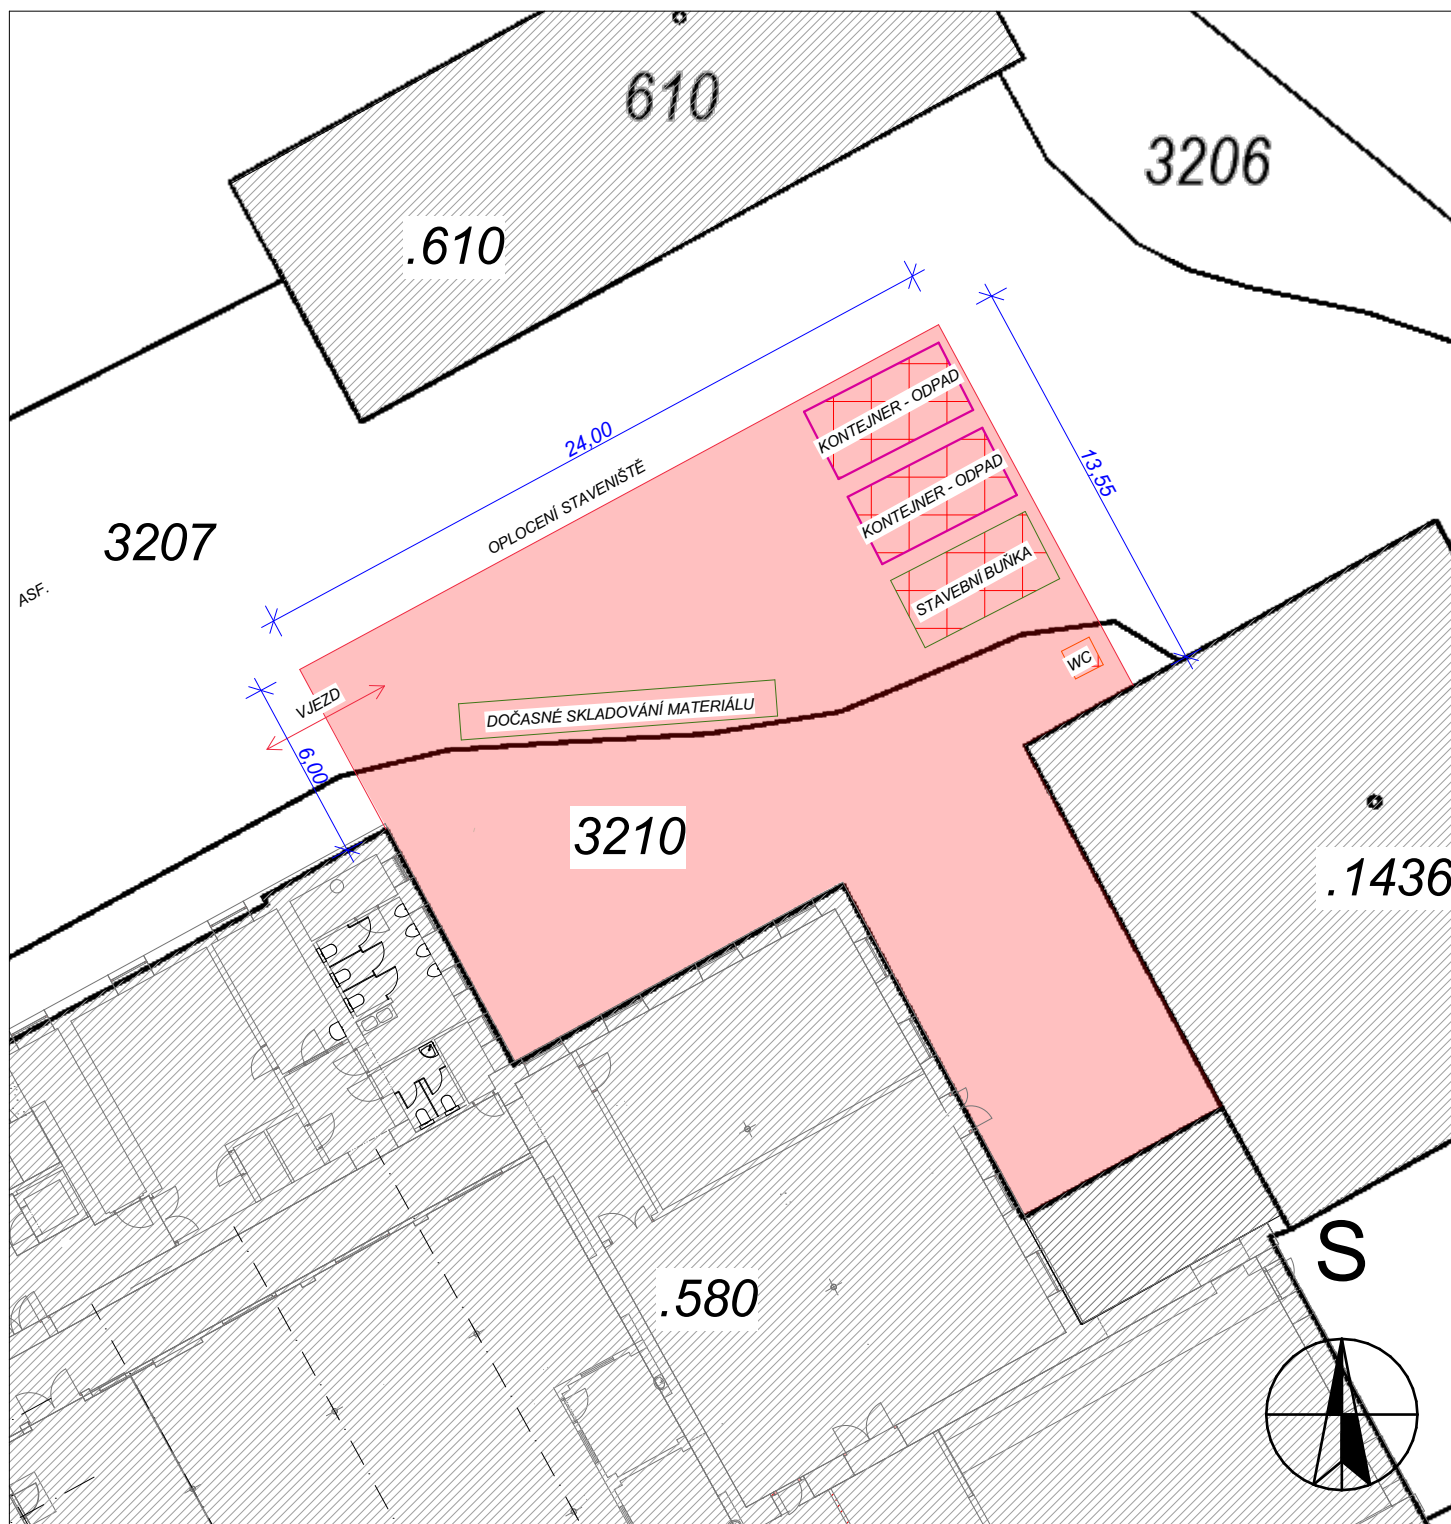 610
3206
.610
24,00
OPLOCENÍ STAVENIŠTĚ
KONTEJNER - ODPAD
KONTEJNER - ODPAD
STAVEBNÍ BUŇKA
13,55
3207
ASF.
WC
VJEZD
6,00
DOČASNÉ SKLADOVÁNÍ MATERIÁLU
3210
.1436
.580
S